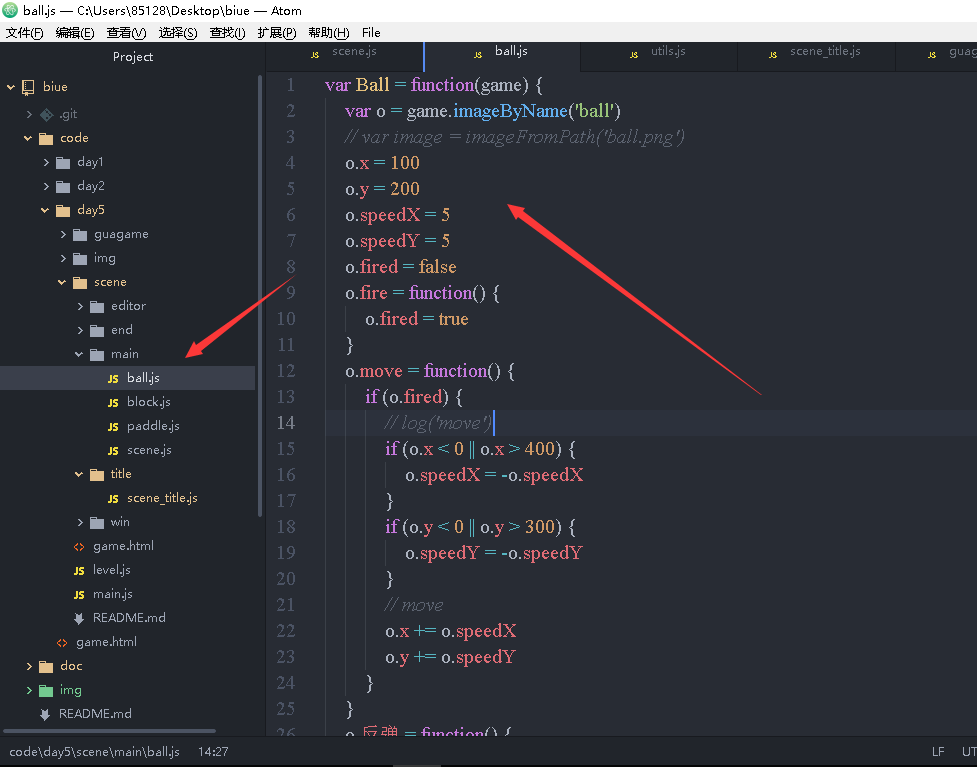 ball.js — C:\Users\85128\Desktop\biue — Atom
文件(F) 编辑(E) 查看(V) 选择(S) 查找(I) 扩展(P) 帮助(H) File
Project
scene.js ball.js utils.js scene_title.js guag
biue
.git
code
day1
day2
day5
guagame
img
scene
editor
end
main
ball.js
block.js
paddle.js
scene.js
title
scene_title.js
win
game.html
level.js
main.js
README.md
game.html
doc
img
README.md
1 var Ball = function(game) {
2 var o = game.imageByName('ball')
3 // var image = imageFromPath('ball.png')
4 o.x = 100
5 o.y = 200
6 o.speedX = 5
7 o.speedY = 5
8 o.fired = false
9 o.fire = function() {
10 o.fired = true
11 }
12 o.move = function() {
13 if (o.fired) {
14 // log('move')
15 if (o.x < 0 || o.x > 400) {
16 o.speedX = -o.speedX
17 }
18 if (o.y < 0 || o.y > 300) {
19 o.speedY = -o.speedY
20 }
21 // move
22 o.x += o.speedX
23 o.y += o.speedY
24 }
25 }
26 o.反弹 = function() {
code\day5\scene\main\ball.js 14:27 LF UT